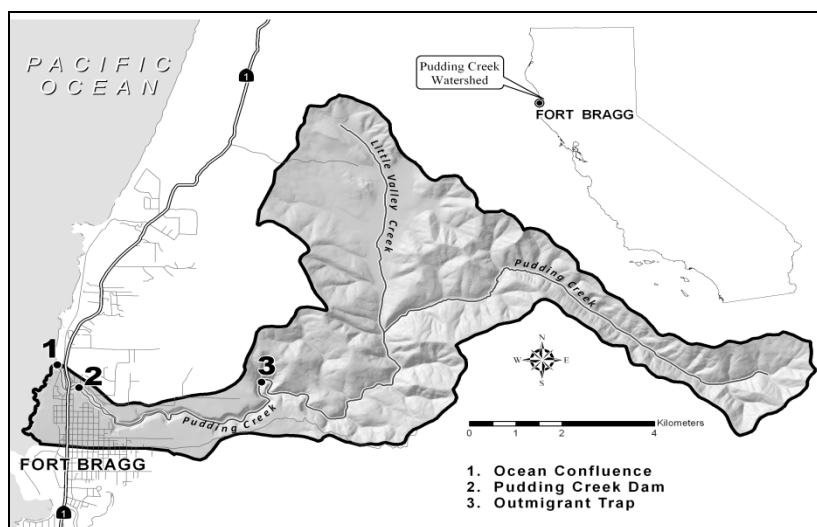 PACIFIC
OCEAN
1
Pudding Creek
Watershed
FORT BRAGG
Little Valley Creek
Pudding Creek
1
2
3
Pudding Creek
N
W E
S
0 2 4 Kilometers
FORT BRAGG
1
1. Ocean Confluence
2. Pudding Creek Dam
3. Outmigrant Trap